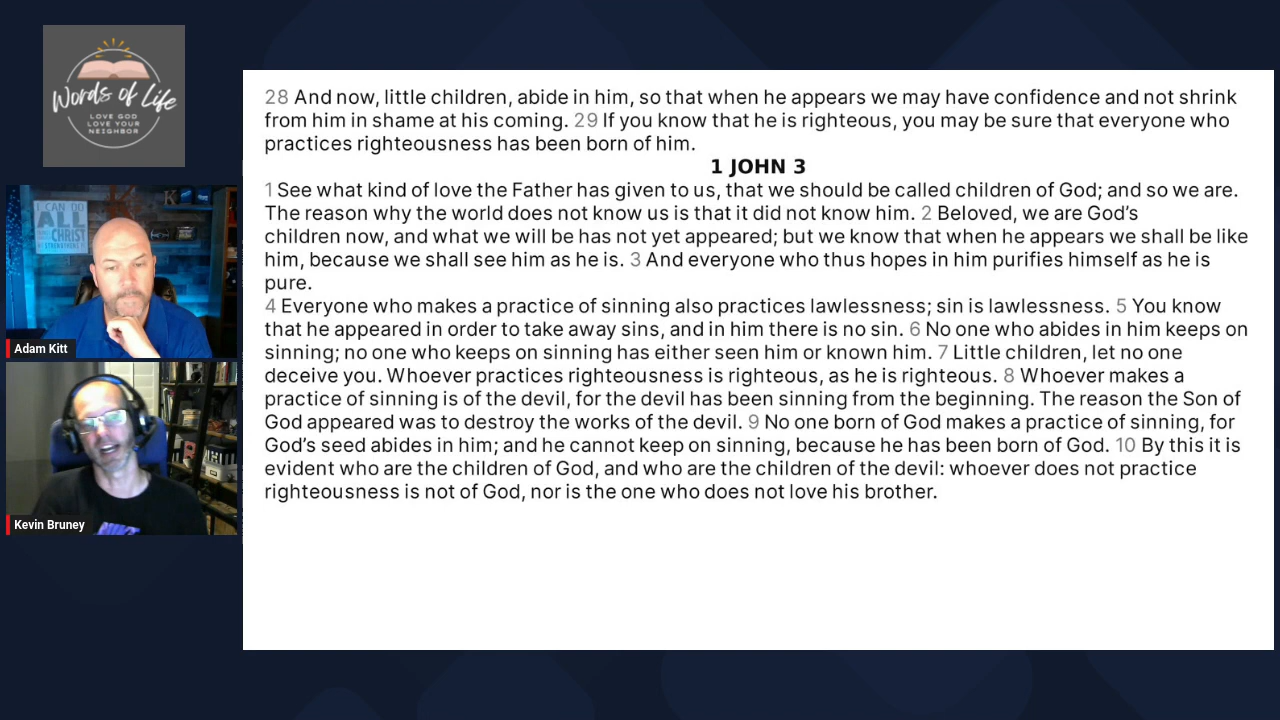 Words of Life
LOVE GOD
LOVE YOUR
NEIGHBOR
I CAN DO
ALL
CHRIST
Adam Kitt
Kevin Bruney
28 And now, little children, abide in him, so that when he appears we may have confidence and not shrink
from him in shame at his coming. 29 If you know that he is righteous, you may be sure that everyone who
practices righteousness has been born of him.
1 JOHN 3
1 See what kind of love the Father has given to us, that we should be called children of God; and so we are.
The reason why the world does not know us is that it did not know him. 2 Beloved, we are God’s
children now, and what we will be has not yet appeared; but we know that when he appears we shall be like
him, because we shall see him as he is. 3 And everyone who thus hopes in him purifies himself as he is
pure.
4 Everyone who makes a practice of sinning also practices lawlessness; sin is lawlessness. 5 You know
that he appeared in order to take away sins, and in him there is no sin. 6 No one who abides in him keeps on
sinning; no one who keeps on sinning has either seen him or known him. 7 Little children, let no one
deceive you. Whoever practices righteousness is righteous, as he is righteous. 8 Whoever makes a
practice of sinning is of the devil, for the devil has been sinning from the beginning. The reason the Son of
God appeared was to destroy the works of the devil. 9 No one born of God makes a practice of sinning, for
God’s seed abides in him; and he cannot keep on sinning, because he has been born of God. 10 By this it is
evident who are the children of God, and who are the children of the devil: whoever does not practice
righteousness is not of God, nor is the one who does not love his brother.